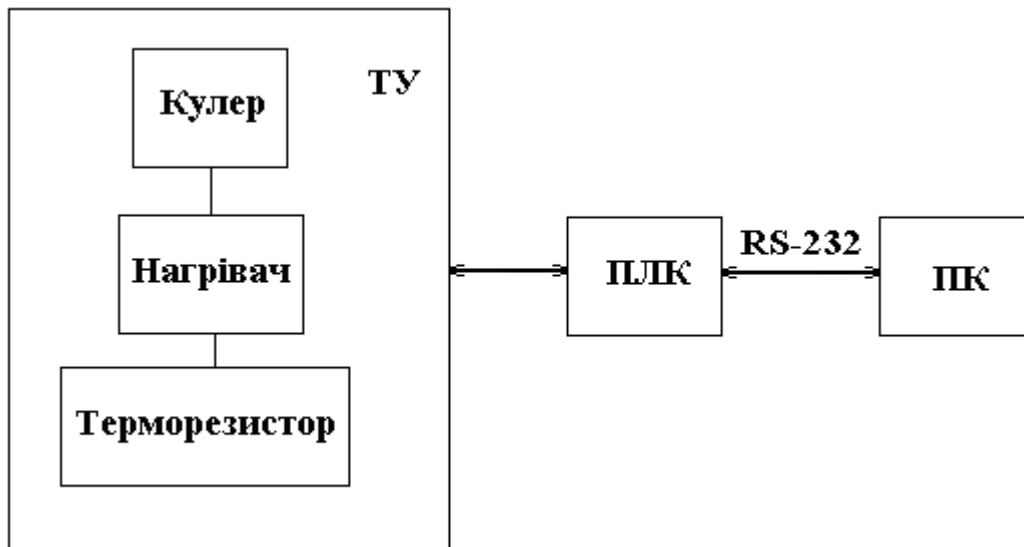 Кулер
ТУ
Нагрівач
Терморезистор
ПЛК
RS-232
ПК